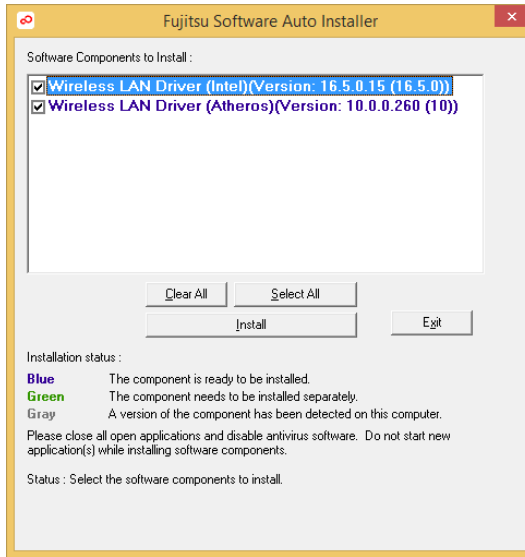 Fujitsu Software Auto Installer
Software Components to Install :
Wireless LAN Driver (Intel)(Version: 16.5.0.15 (16.5.0))
Wireless LAN Driver (Atheros)(Version: 10.0.0.260 (10))
Clear All Select All
Install Exit
Installation status :
Blue The component is ready to be installed.
Green The component needs to be installed separately.
Gray A version of the component has been detected on this computer.
Please close all open applications and disable antivirus software. Do not start new
application(s) while installing software components.
Status : Select the software components to install.